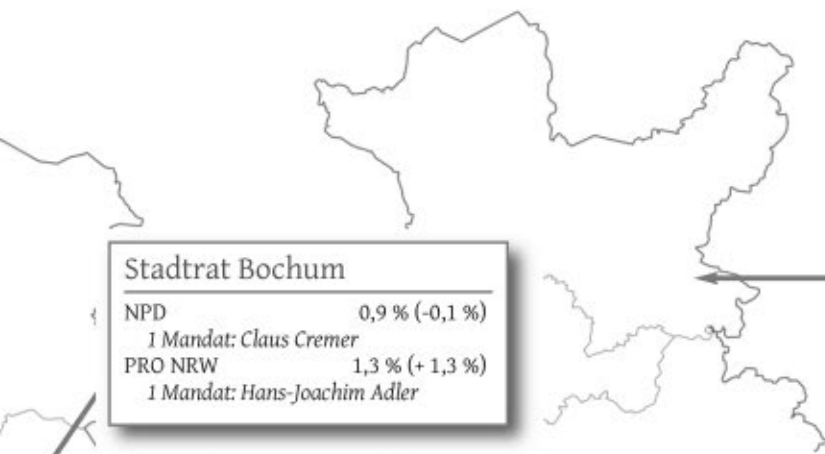 Stadtrat Bochum
NPD 0,9 % (-0,1 %)
1 Mandat: Claus Cremer
PRO NRW 1,3 % (+ 1,3 %)
1 Mandat: Hans-Joachim Adler